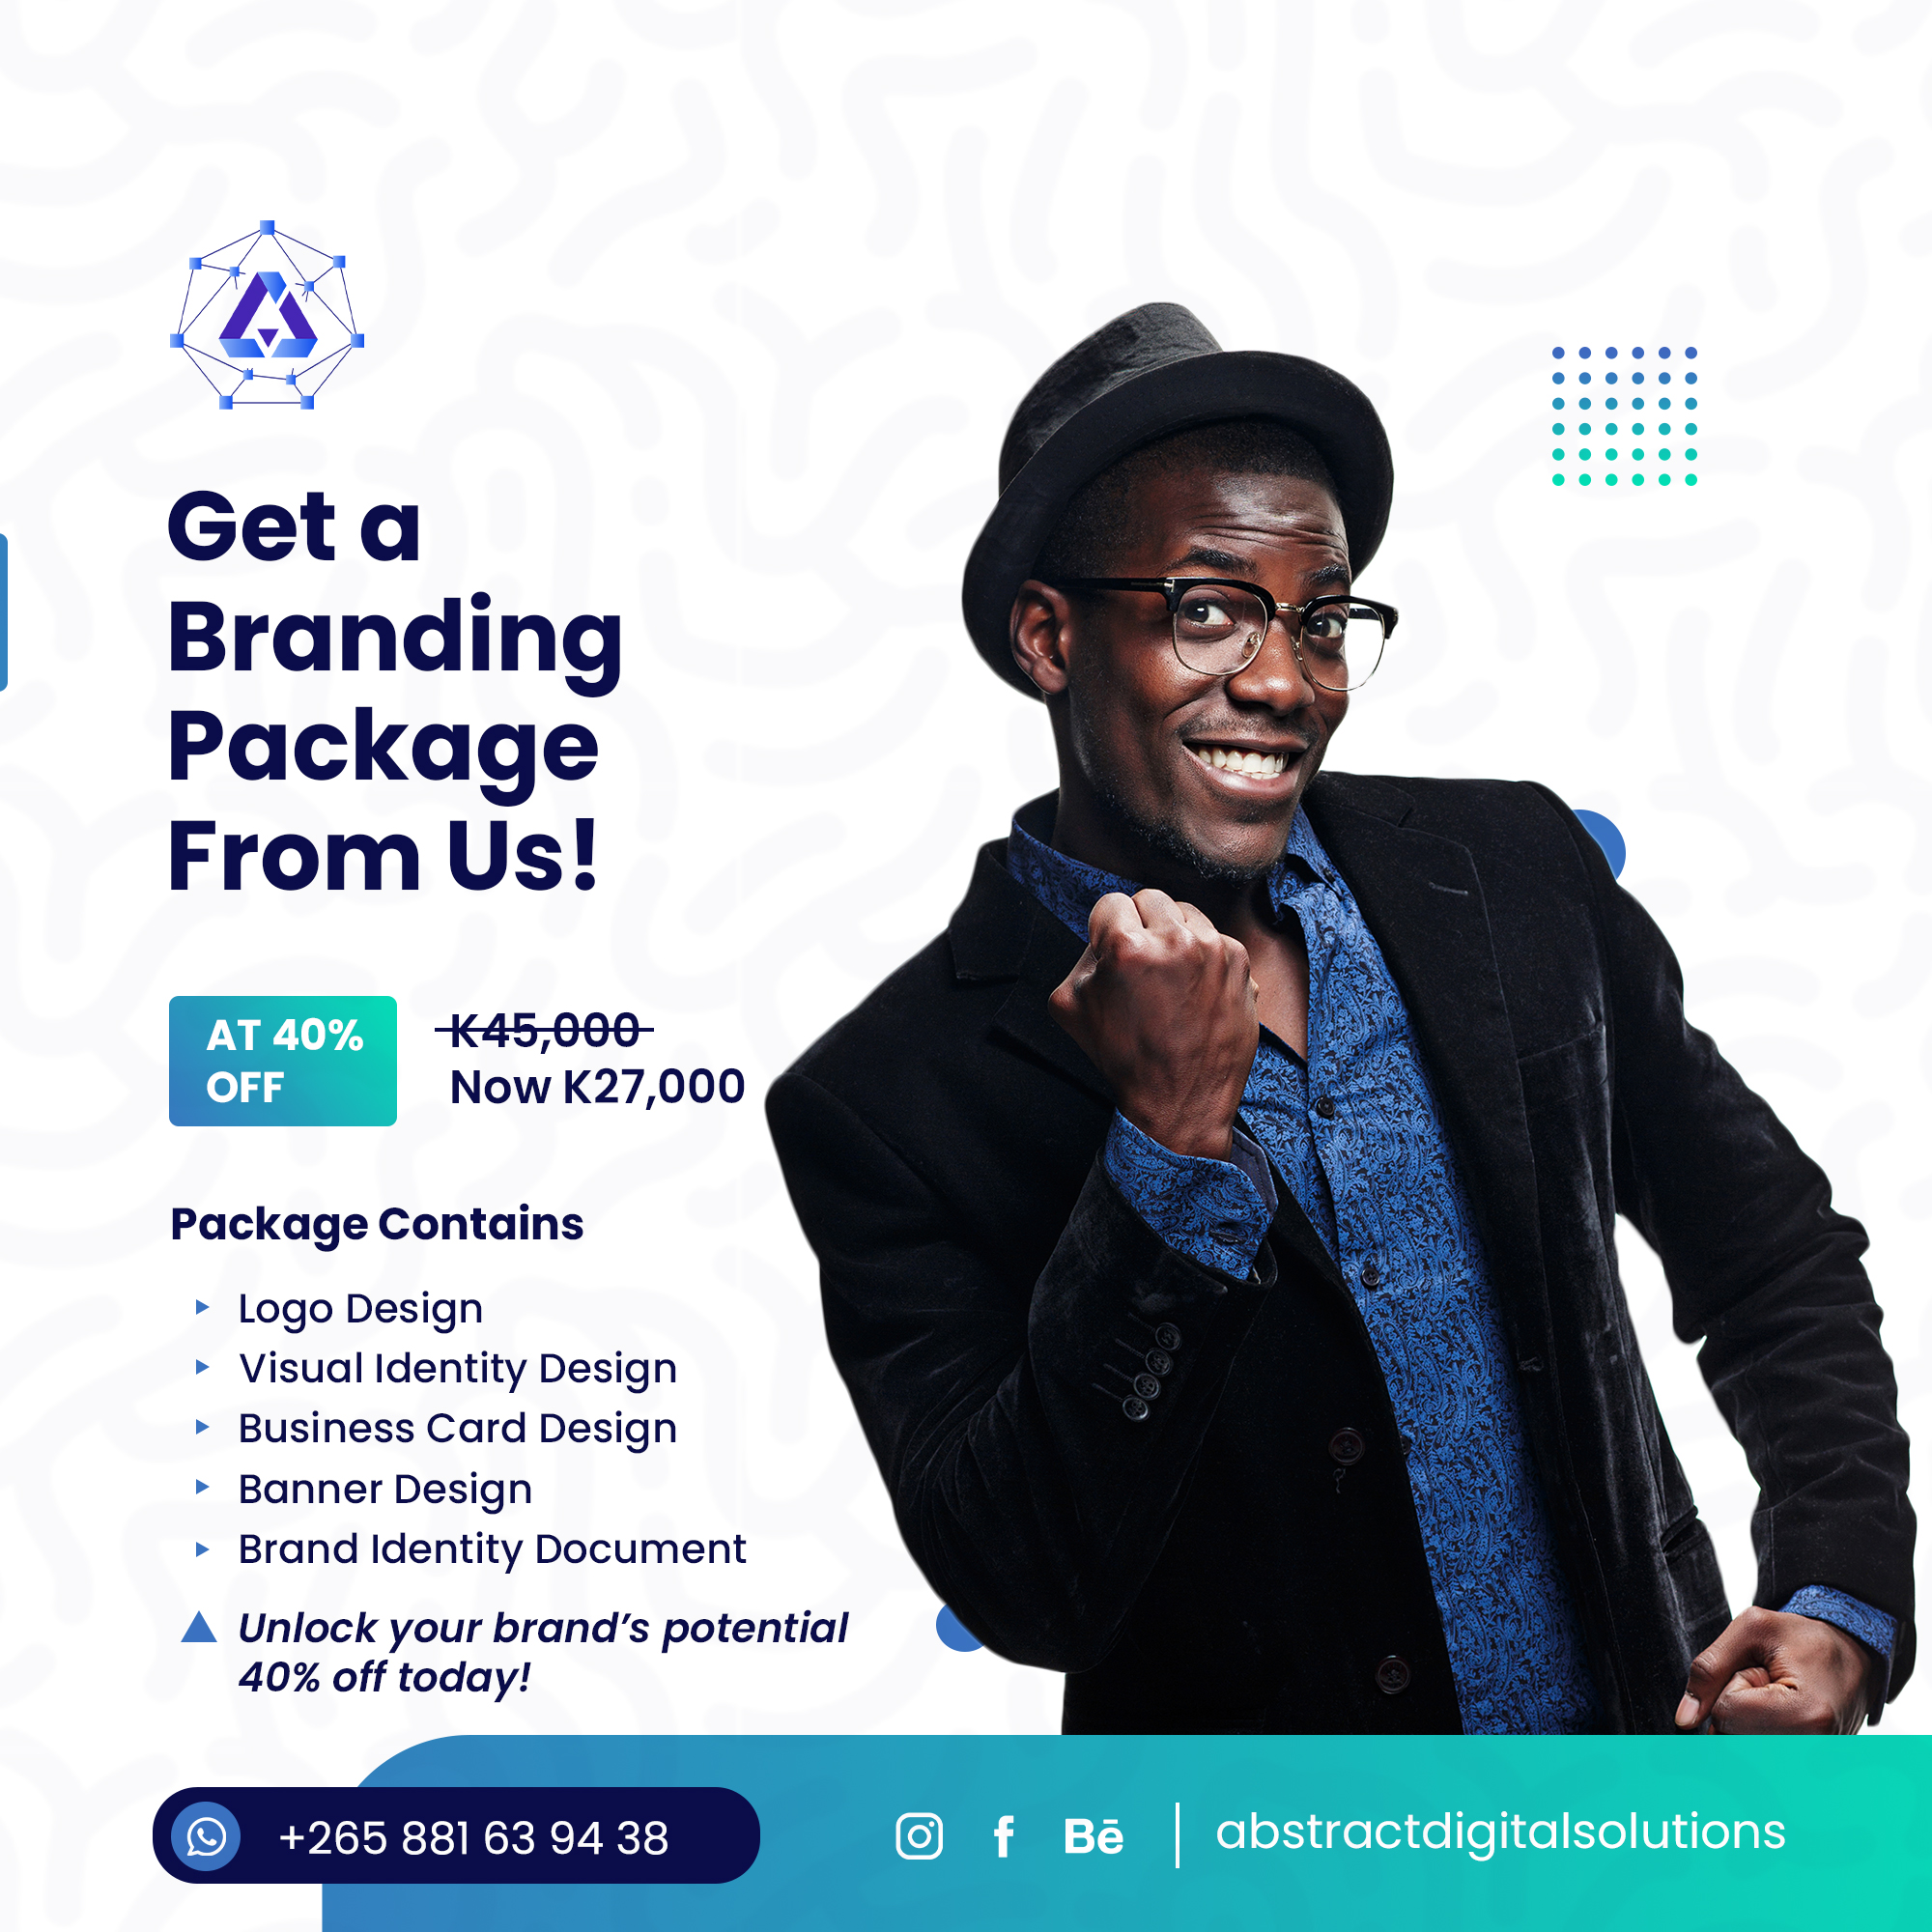 Get a
Branding
Package
From Us!
AT 40%
OFF
K45,000
Now K27,000
Package Contains
Logo Design
Visual Identity Design
Business Card Design
Banner Design
Brand Identity Document
Unlock your brand’s potential
40% off today!
+265 881 63 94 38
Bē
abstractdigitalsolutions